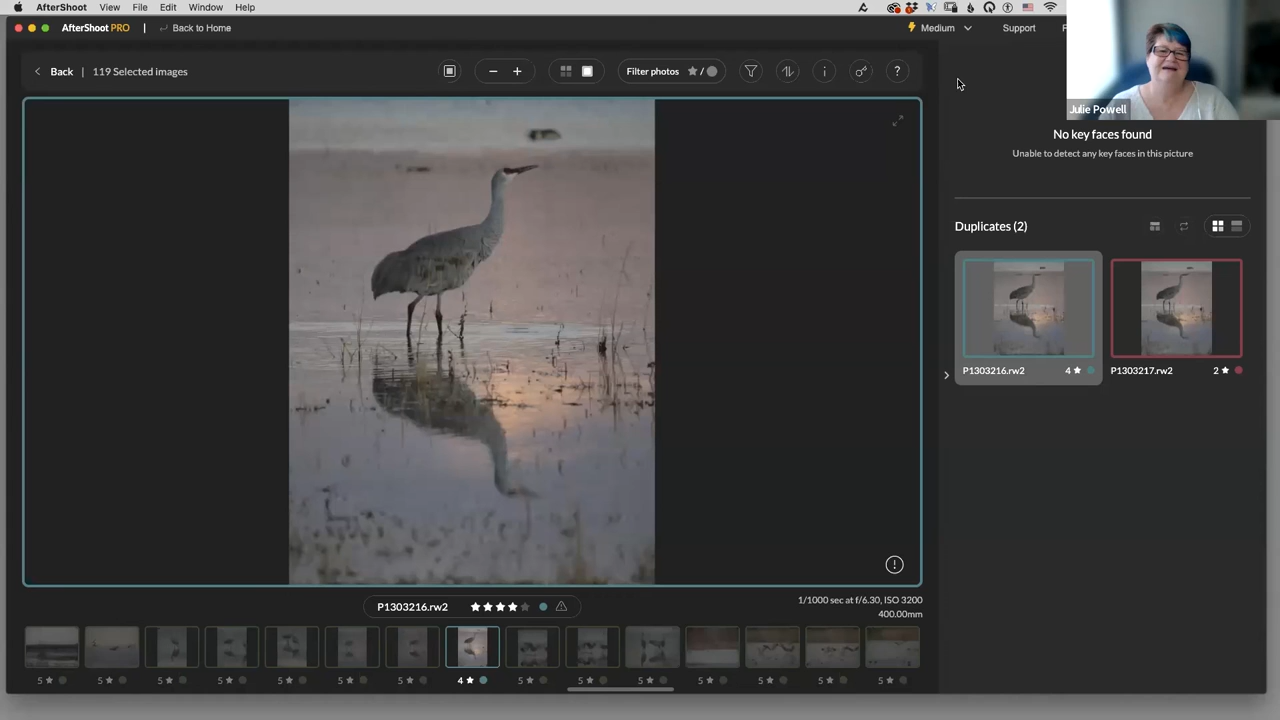 AfterShoot View File Edit Window Help
AfterShoot PRO | Back to Home
Medium
Support
Julie Powell
Back | 119 Selected images
Filter photos /
No key faces found
Unable to detect any key faces in this picture
Duplicates (2)
P1303216.rw2 4
P1303217.rw2 2
P1303216.rw2
1/1000 sec at f/6.30, ISO 3200
400.00mm
5 5 5 5 5 5 5 4 5 5 5 5 5 5 5